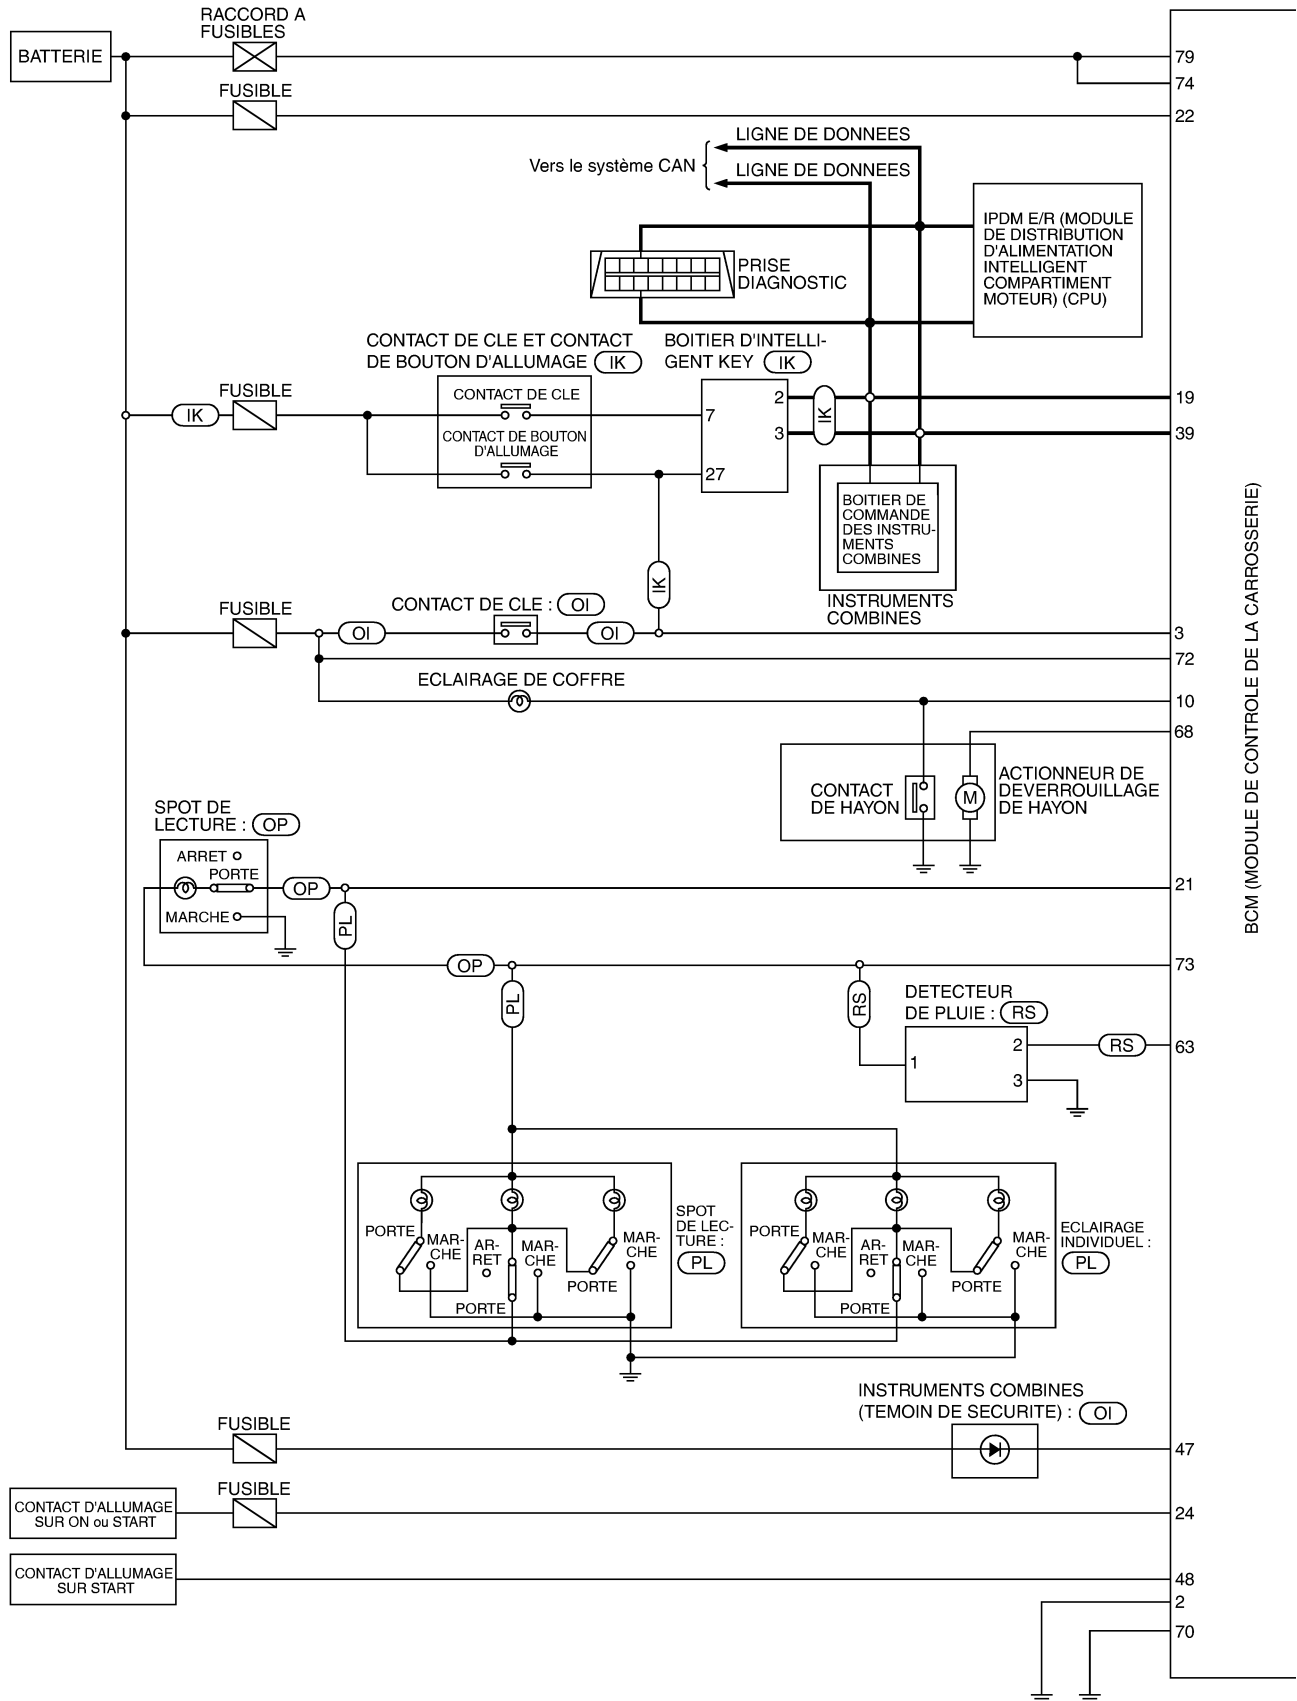 RACCORD A
FUSIBLES
BATTERIE
79
74
FUSIBLE
22
LIGNE DE DONNEES
Vers le système CAN
LIGNE DE DONNEES
IPDM E/R (MODULE
DE DISTRIBUTION
D'ALIMENTATION
INTELLIGENT
COMPARTIMENT
MOTEUR) (CPU)
PRISE
DIAGNOSTIC
CONTACT DE CLE ET CONTACT
DE BOUTON D'ALLUMAGE IK
BOITIER D'INTELLI-
GENT KEY IK
FUSIBLE
IK
CONTACT DE CLE
CONTACT DE BOUTON
D'ALLUMAGE
7
27
2
3
IK
19
39
BOITIER DE
COMMANDE
DES INSTRU-
MENTS
COMBINES
INSTRUMENTS
COMBINES
IK
FUSIBLE
OI
CONTACT DE CLE : OI
OI
3
72
ECLAIRAGE DE COFFRE
10
68
CONTACT
DE HAYON
M
ACTIONNEUR DE
DEVERROUILLAGE
DE HAYON
BCM (MODULE DE CONTROLE DE LA CARROSSERIE)
SPOT DE
LECTURE : OP
ARRET
PORTE
MARCHE
OP
PL
21
OP
73
PL
RS
DETECTEUR
DE PLUIE : RS
1
2
3
RS
63
PORTE
MAR-
CHE
AR-
RET
MAR-
CHE
PORTE
PORTE
MAR-
CHE
SPOT
DE LEC-
TURE :
PL
PORTE
MAR-
CHE
AR-
RET
MAR-
CHE
PORTE
PORTE
MAR-
CHE
ECLAIRAGE
INDIVIDUEL :
PL
INSTRUMENTS COMBINES
(TEMOIN DE SECURITE) : OI
FUSIBLE
47
CONTACT D'ALLUMAGE
SUR ON ou START
FUSIBLE
24
CONTACT D'ALLUMAGE
SUR START
48
2
70